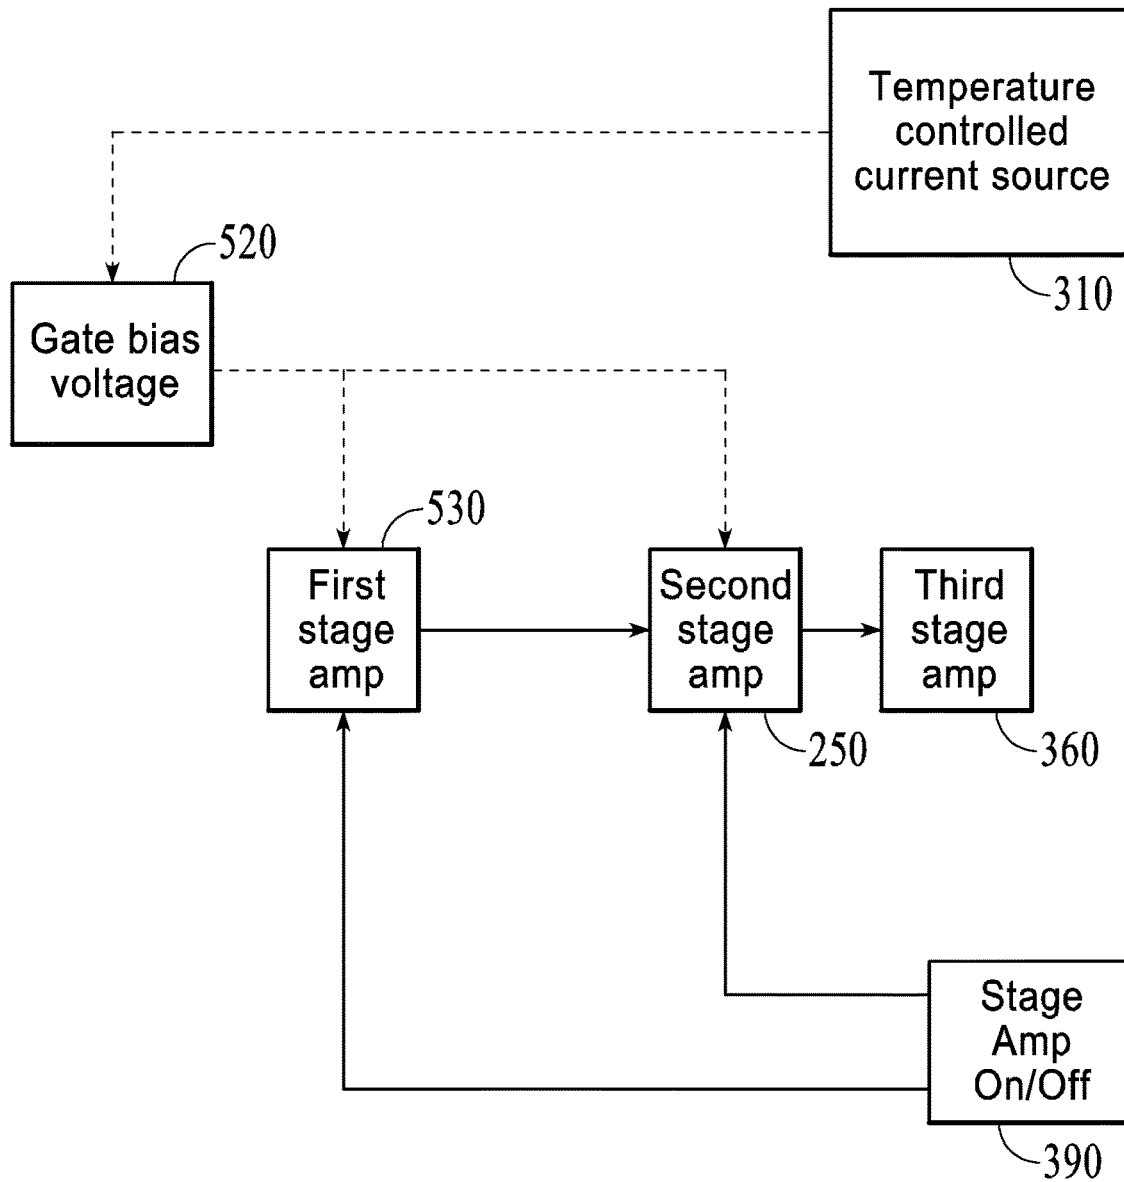 Temperature
controlled
current source
310
520
Gate bias
voltage
530
First
stage
amp
Second
stage
amp
250
Third
stage
amp
360
Stage
Amp
On/Off
390